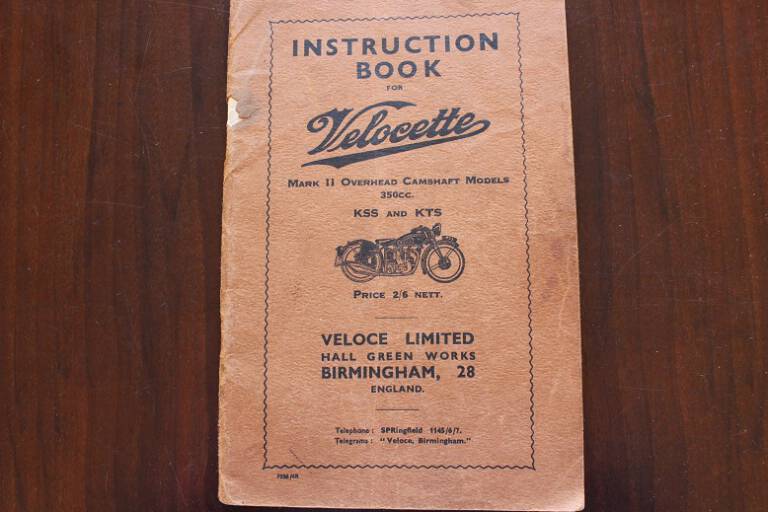 INSTRUCTION
BOOK
FOR
Velocette
MARK II OVERHEAD CAMSHAFT MODELS
350CC.
KSS AND KTS
PRICE 2/6 NETT.
VELOCE LIMITED
HALL GREEN WORKS
BIRMINGHAM, 28
ENGLAND.
Telephone: SPRingfield 1145/6/7.
Telegrams: "Veloce, Birmingham."